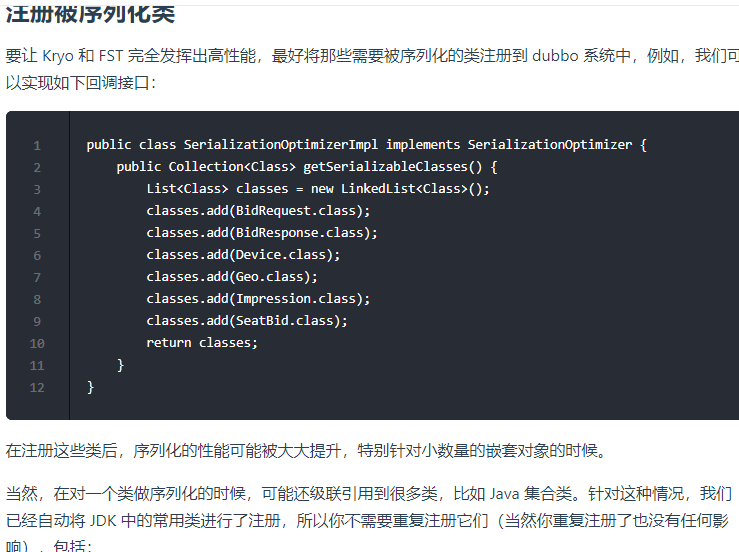 注册被序列化类
要让 Kryo 和 FST 完全发挥出高性能，最好将那些需要被序列化的类注册到 dubbo 系统中，例如，我们可
以实现如下回调接口：
1 public class SerializationOptimizerImpl implements SerializationOptimizer {
2 public Collection<Class> getSerializableClasses() {
3 List<Class> classes = new LinkedList<Class>();
4 classes.add(BidRequest.class);
5 classes.add(BidResponse.class);
6 classes.add(Device.class);
7 classes.add(Geo.class);
8 classes.add(Impression.class);
9 classes.add(SeatBid.class);
10 return classes;
11 }
12 }
在注册这些类后，序列化的性能可能被大大提升，特别针对小数量的嵌套对象的时候。
当然，在对一个类做序列化的时候，可能还级联引用到很多类，比如 Java 集合类。针对这种情况，我们
已经自动将 JDK 中的常用类进行了注册，所以你不需要重复注册它们（当然你重复注册了也没有任何影
响），包括：